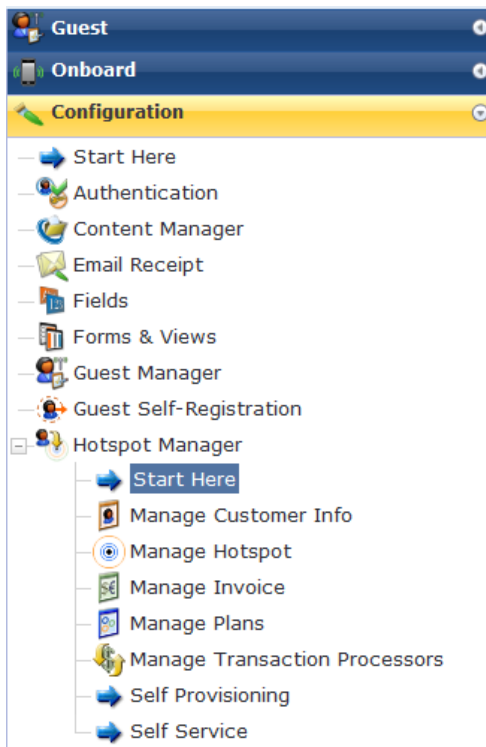 Guest
Onboard
Configuration
Start Here
Authentication
Content Manager
Email Receipt
Fields
Forms & Views
Guest Manager
Guest Self-Registration
Hotspot Manager
Start Here
Manage Customer Info
Manage Hotspot
Manage Invoice
Manage Plans
Manage Transaction Processors
Self Provisioning
Self Service